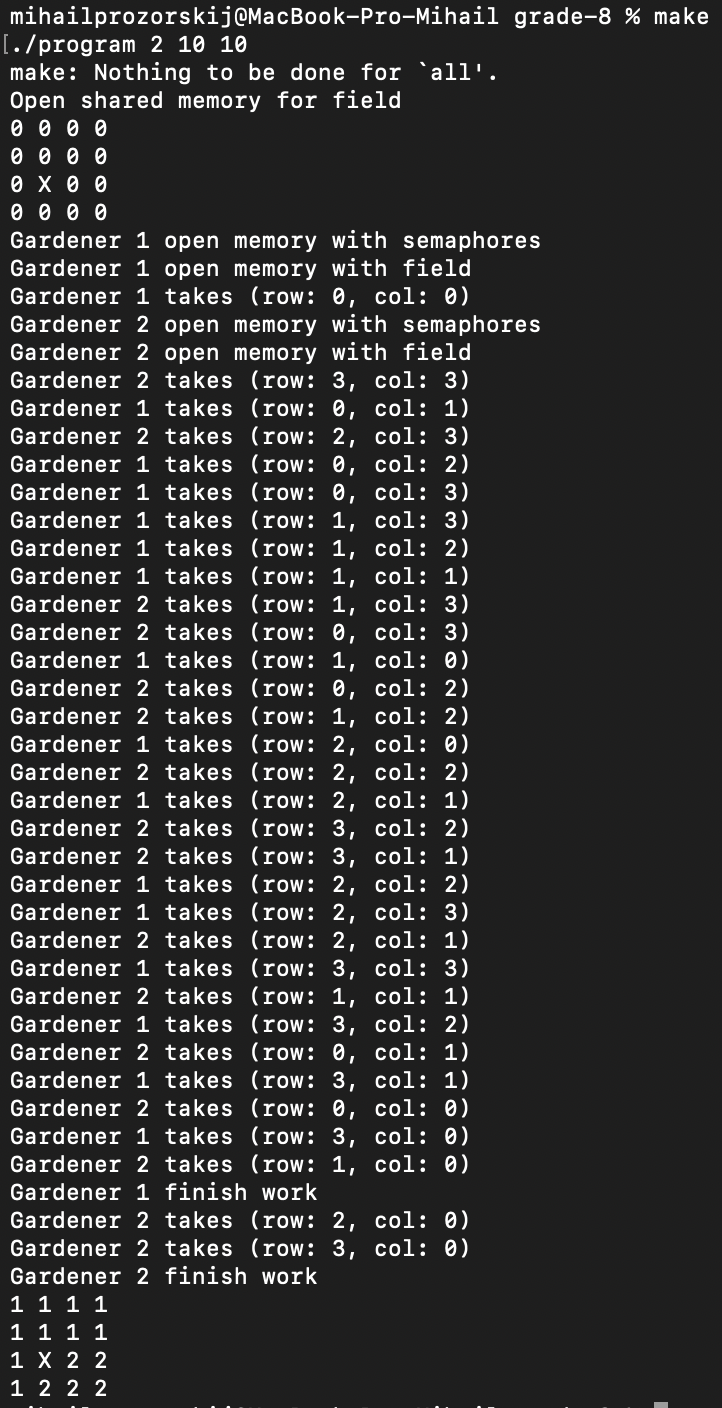 mihailprozorskij@MacBook-Pro-Mihail grade-8 % make
[./program 2 10 10
make: Nothing to be done for `all'.
Open shared memory for field
0 0 0 0
0 0 0 0
0 X 0 0
0 0 0 0
Gardener 1 open memory with semaphores
Gardener 1 open memory with field
Gardener 1 takes (row: 0, col: 0)
Gardener 2 open memory with semaphores
Gardener 2 open memory with field
Gardener 2 takes (row: 3, col: 3)
Gardener 1 takes (row: 0, col: 1)
Gardener 2 takes (row: 2, col: 3)
Gardener 1 takes (row: 0, col: 2)
Gardener 1 takes (row: 0, col: 3)
Gardener 1 takes (row: 1, col: 3)
Gardener 1 takes (row: 1, col: 2)
Gardener 1 takes (row: 1, col: 1)
Gardener 2 takes (row: 1, col: 3)
Gardener 2 takes (row: 0, col: 3)
Gardener 1 takes (row: 1, col: 0)
Gardener 2 takes (row: 0, col: 2)
Gardener 2 takes (row: 1, col: 2)
Gardener 1 takes (row: 2, col: 0)
Gardener 2 takes (row: 2, col: 2)
Gardener 1 takes (row: 2, col: 1)
Gardener 2 takes (row: 3, col: 2)
Gardener 2 takes (row: 3, col: 1)
Gardener 1 takes (row: 2, col: 2)
Gardener 1 takes (row: 2, col: 3)
Gardener 2 takes (row: 2, col: 1)
Gardener 1 takes (row: 3, col: 3)
Gardener 2 takes (row: 1, col: 1)
Gardener 1 takes (row: 3, col: 2)
Gardener 2 takes (row: 0, col: 1)
Gardener 1 takes (row: 3, col: 1)
Gardener 2 takes (row: 0, col: 0)
Gardener 1 takes (row: 3, col: 0)
Gardener 2 takes (row: 1, col: 0)
Gardener 1 finish work
Gardener 2 takes (row: 2, col: 0)
Gardener 2 takes (row: 3, col: 0)
Gardener 2 finish work
1 1 1 1
1 1 1 1
1 X 2 2
1 2 2 2